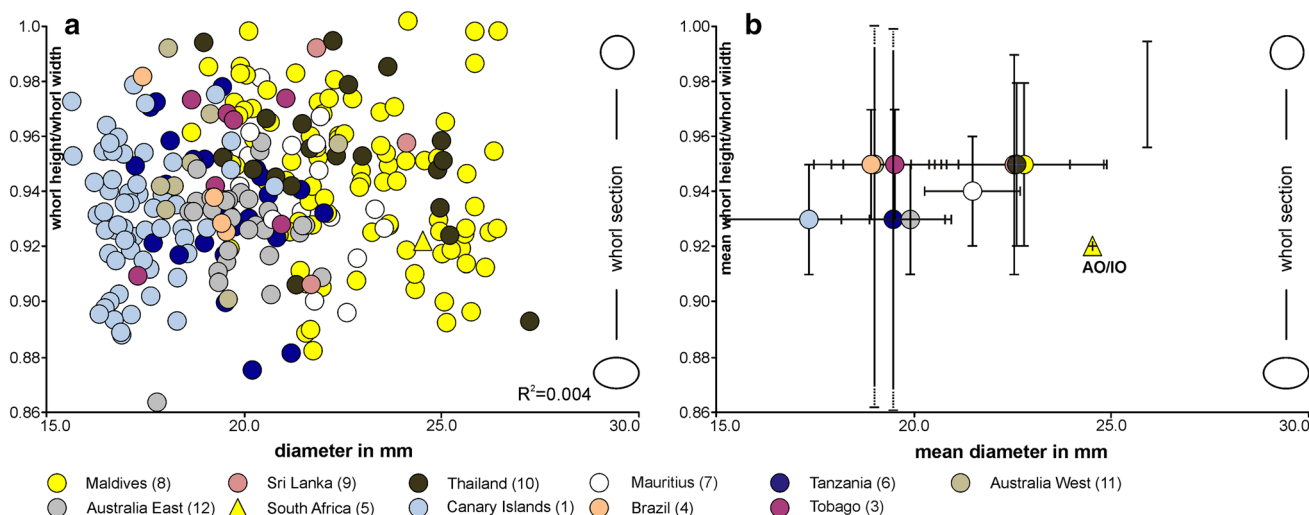 a
b
whorl height/whorl width
1.0
0.98
0.96
0.94
0.92
0.90
0.88
0.86
15.0
20.0
25.0
30.0
diameter in mm
R²=0.004
whorl section
mean whorl height/whorl width
1.0
0.98
0.96
0.94
0.92
0.90
0.88
0.86
15.0
20.0
25.0
30.0
mean diameter in mm
AO/IO
whorl section
Maldives (8)
Sri Lanka (9)
Thailand (10)
Mauritius (7)
Tanzania (6)
Australia West (11)
Australia East (12)
South Africa (5)
Canary Islands (1)
Brazil (4)
Tobago (3)